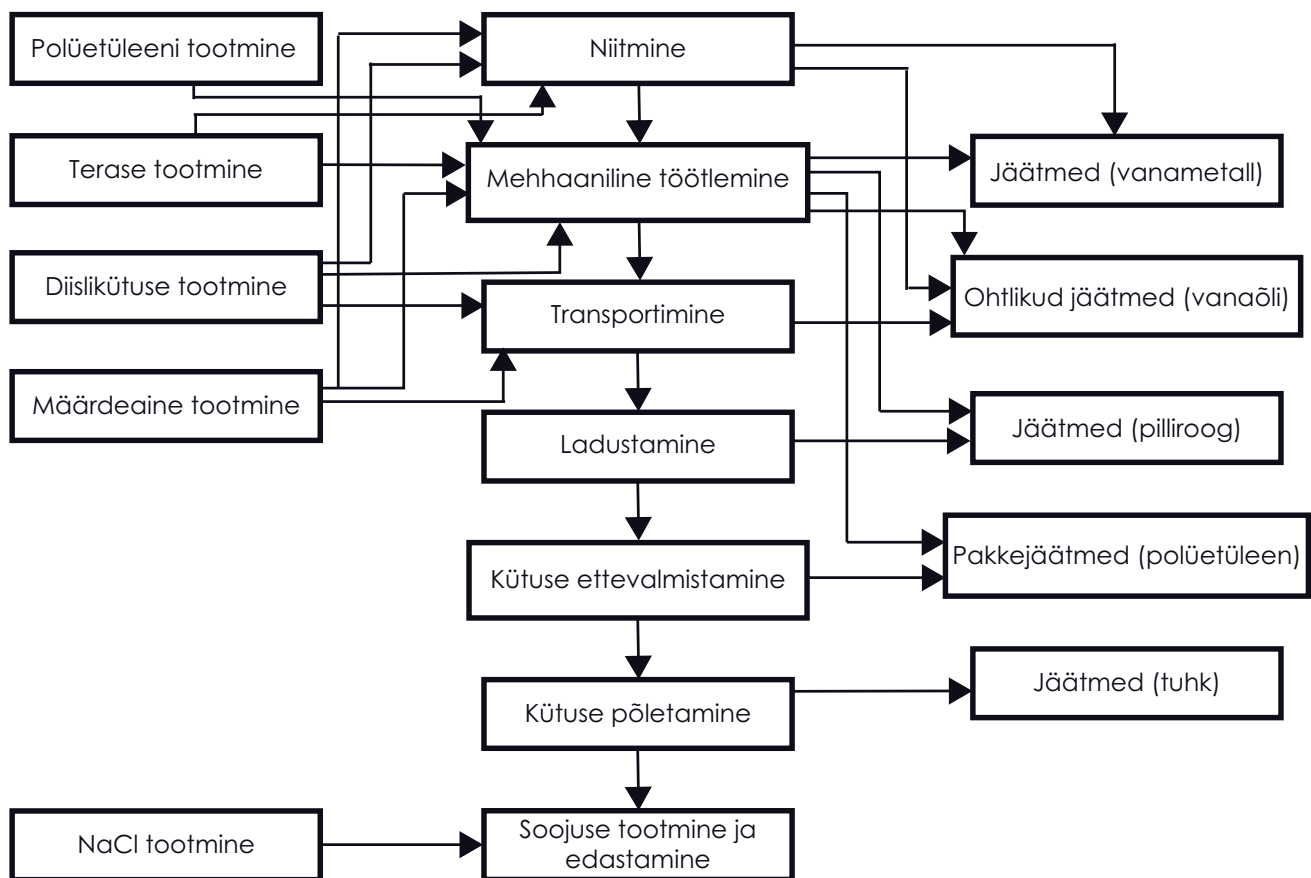 Polüetüleeni tootmine
Niitmine
Terase tootmine
Mehhaaniline töötlemine
Jäätmed (vanametall)
Diislikütuse tootmine
Transportimine
Ohtlikud jäätmed (vanaõli)
Määrdeaine tootmine
Ladustamine
Jäätmed (pilliroog)
Kütuse ettevalmistamine
Pakkejäätmed (polüetüleen)
Kütuse põletamine
Jäätmed (tuhk)
NaCl tootmine
Soojuse tootmine ja
edastamine